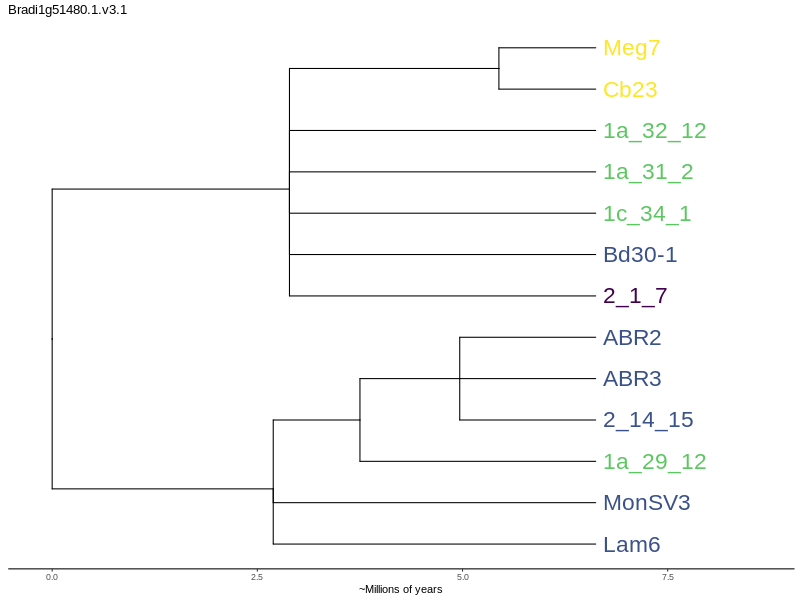 Bradi1g51480.1.v3.1
Meg7
Cb23
1a_32_12
1a_31_2
1c_34_1
Bd30-1
2_1_7
ABR2
ABR3
2_14_15
1a_29_12
MonSV3
Lam6
0.0 2.5 5.0 7.5
~Millions of years